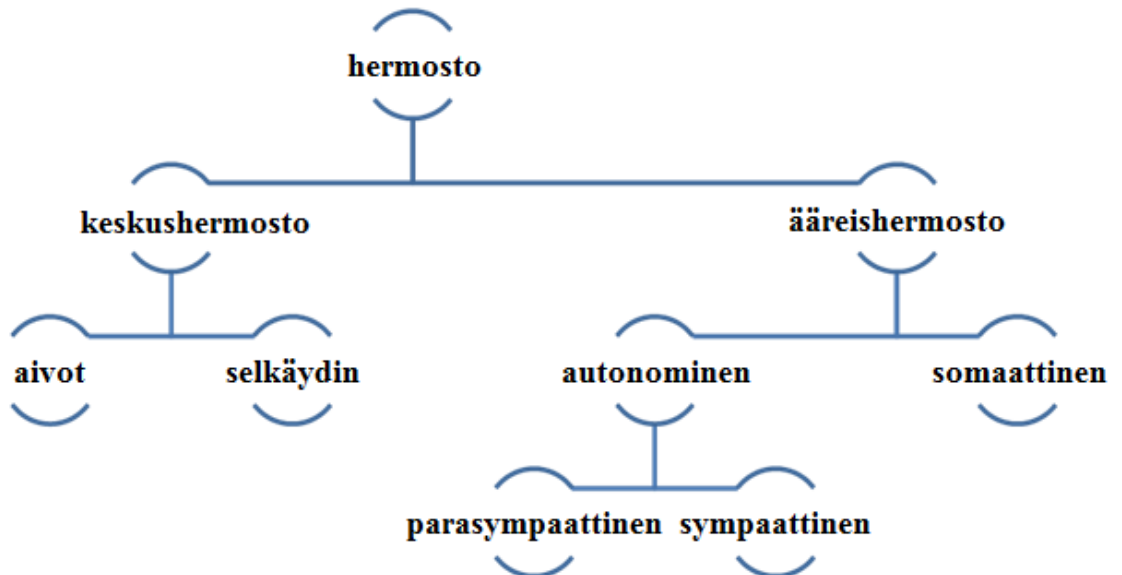 hermosto
keskushermosto
ääreishermosto
aivot
selkäydin
autonominen
somaattinen
parasympaattinen
sympaattinen